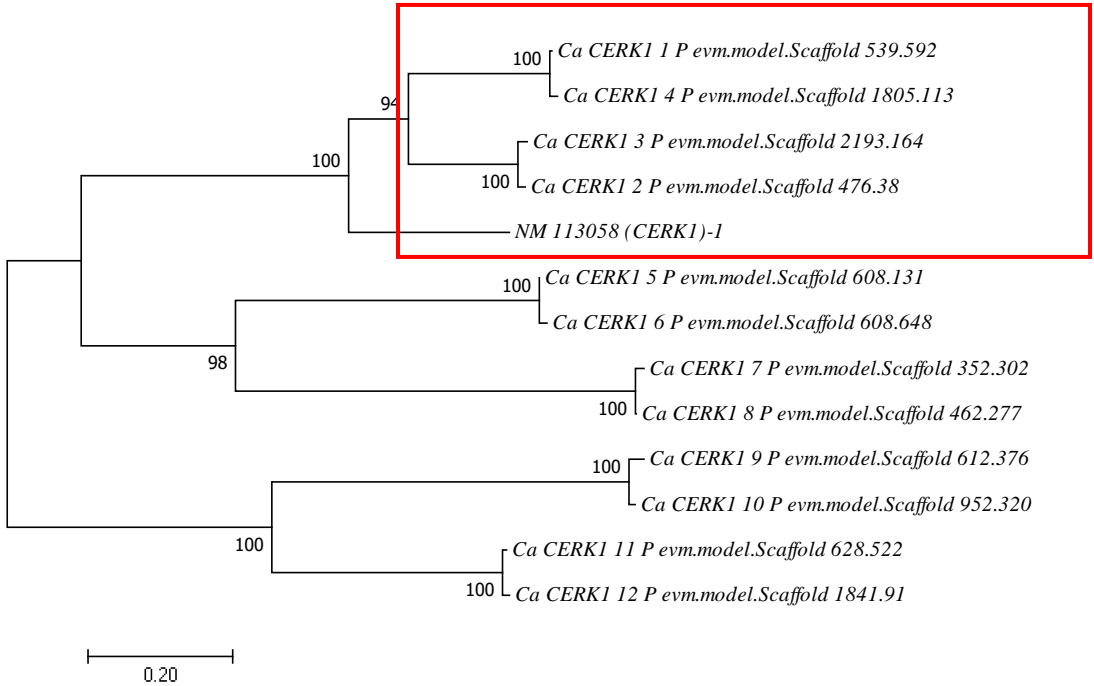 100
Ca CERK1 1 P evm.model.Scaffold 539.592
Ca CERK1 4 P evm.model.Scaffold 1805.113
94
Ca CERK1 3 P evm.model.Scaffold 2193.164
100
100
Ca CERK1 2 P evm.model.Scaffold 476.38
NM 113058 (CERK1)-1
100
Ca CERK1 5 P evm.model.Scaffold 608.131
Ca CERK1 6 P evm.model.Scaffold 608.648
98
Ca CERK1 7 P evm.model.Scaffold 352.302
100
Ca CERK1 8 P evm.model.Scaffold 462.277
100
Ca CERK1 9 P evm.model.Scaffold 612.376
Ca CERK1 10 P evm.model.Scaffold 952.320
100
Ca CERK1 11 P evm.model.Scaffold 628.522
100
Ca CERK1 12 P evm.model.Scaffold 1841.91
0.20